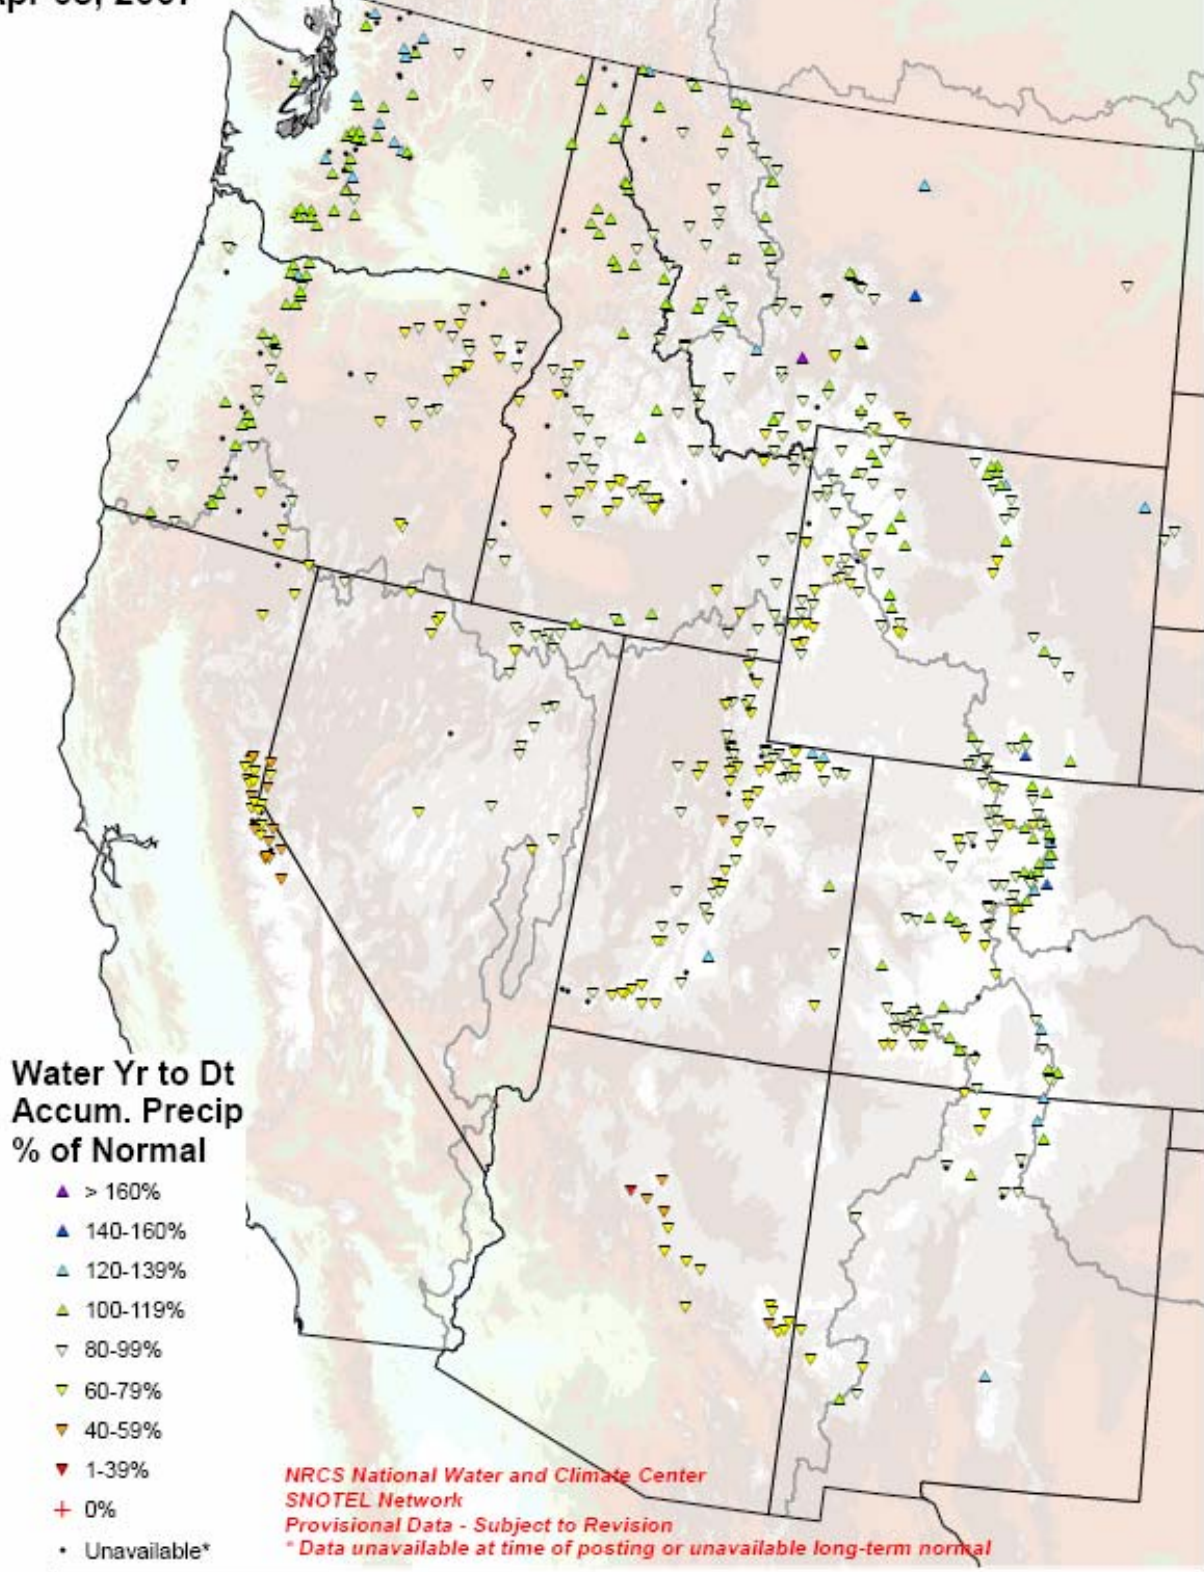 Water Yr to Dt
Accum. Precip
% of Normal
> 160%
140-160%
120-139%
100-119%
80-99%
60-79%
40-59%
1-39%
0%
Unavailable*
NRCS National Water and Climate Center
SNOTEL Network
Provisional Data - Subject to Revision
* Data unavailable at time of posting or unavailable long-term normal